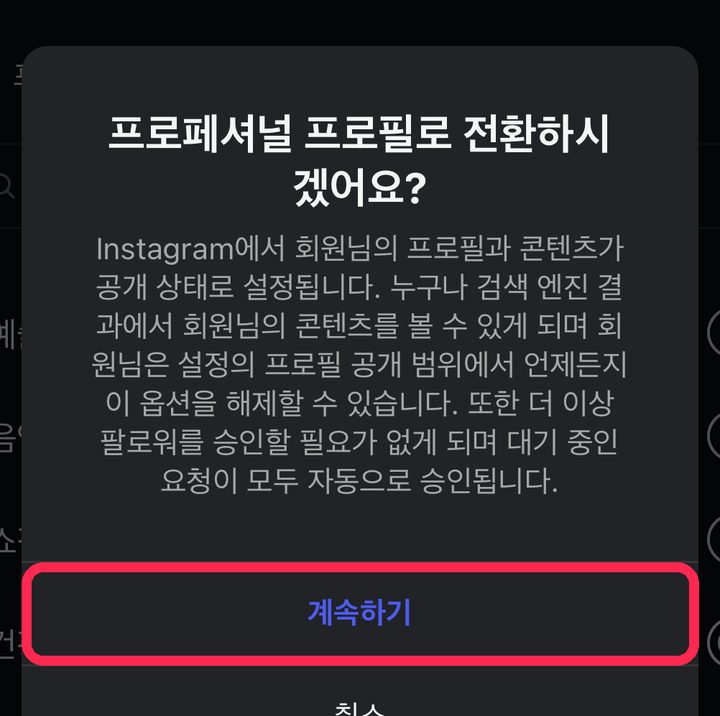 프로페셔널 프로필로 전환하시
겠어요?
Instagram에서 회원님의 프로필과 콘텐츠가
공개 상태로 설정됩니다. 누구나 검색 엔진 결
과에서 회원님의 콘텐츠를 볼 수 있게 되며 회
원님은 설정의 프로필 공개 범위에서 언제든지
이 옵션을 해제할 수 있습니다. 또한 더 이상
팔로워를 승인할 필요가 없게 되며 대기 중인
요청이 모두 자동으로 승인됩니다.
계속하기
취소